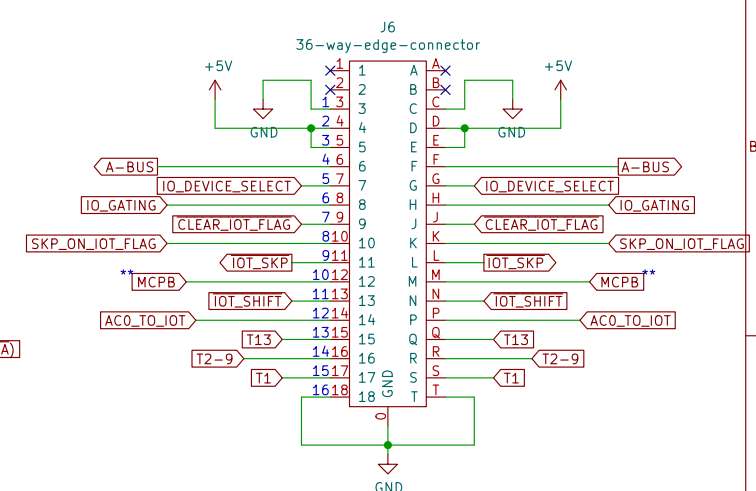 J6
36-way-edge-connector
+5V 1 1 A A +5V
2 2 B B
1 3 3 C C
GND 2 4 4 D D GND
3 5 5 E E
A-BUS 4 6 6 F F A-BUS
IO_DEVICE_SELECT 5 7 7 G G IO_DEVICE_SELECT
IO_GATING 6 8 8 H H IO_GATING
CLEAR_IOT_FLAG 7 9 9 J J CLEAR_IOT_FLAG
SKP_ON_IOT_FLAG 8 10 10 K K SKP_ON_IOT_FLAG
IOT_SKP 9 11 11 L L IOT_SKP
** MCPB 10 12 12 M M MCPB **
IOT_SHIFT 11 13 13 N N IOT_SHIFT
AC0_TO_IOT 12 14 14 P P AC0_TO_IOT
T13 13 15 15 Q Q T13
A) T2-9 14 16 16 R R T2-9
T1 15 17 17 S S T1
16 18 18 GND T T
0
GND